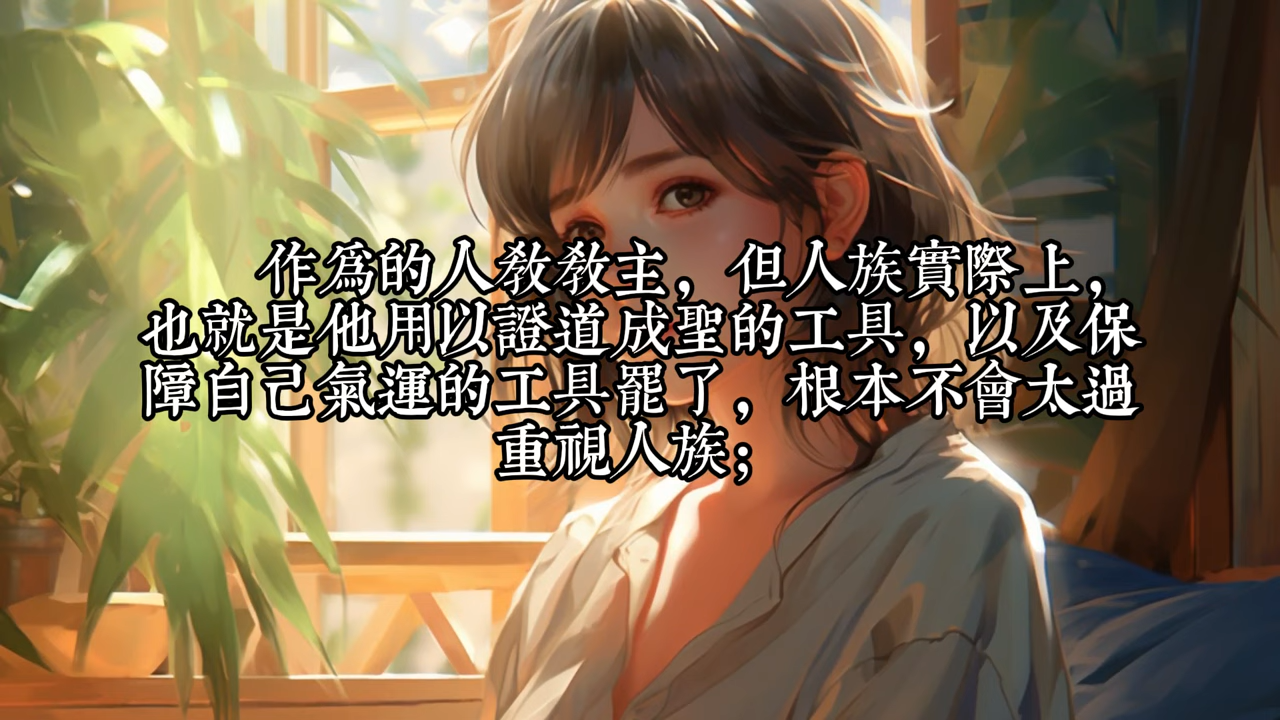 作爲的人敎敎主，但人族實際上，
也就是他用以證道成聖的工具，以及保
障自己氣運的工具罷了，根本不會太過
重視人族；